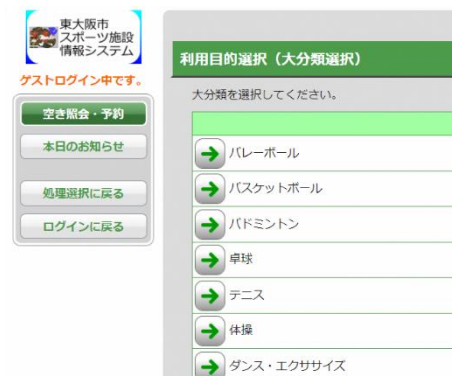 東大阪市
スポーツ施設
情報システム
ゲストログイン中です。
空き照会・予約
本日のお知らせ
処理選択に戻る
ログインに戻る
利用目的選択（大分類選択）
大分類を選択してください。
バレーボール
バスケットボール
バドミントン
卓球
テニス
体操
ダンス・エクササイズ